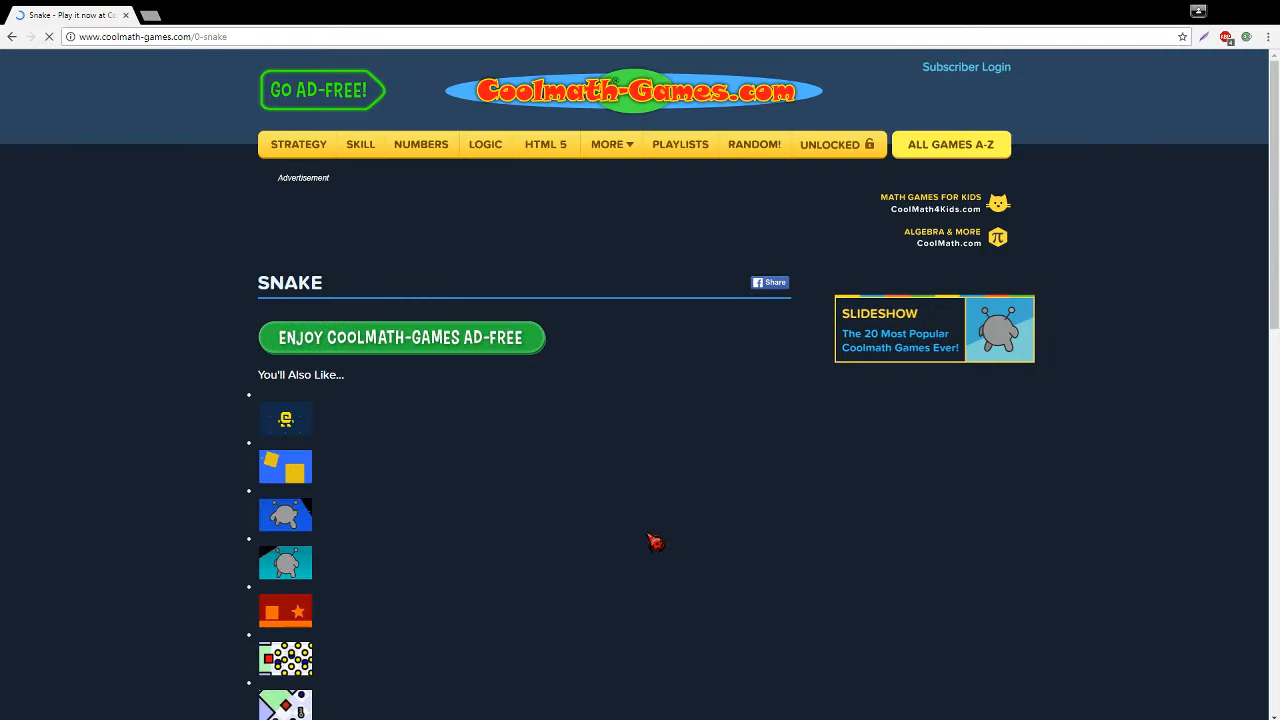 Snake - Play it now at Co
www.coolmath-games.com/0-snake
4
GO AD-FREE!
Coolmath-Games.com
Subscriber Login
STRATEGY SKILL NUMBERS LOGIC HTML 5 MORE PLAYLISTS RANDOM! UNLOCKED ALL GAMES A-Z
Advertisement
MATH GAMES FOR KIDS
CoolMath4Kids.com
ALGEBRA & MORE
CoolMath.com
π
SNAKE
Share
ENJOY COOLMATH-GAMES AD-FREE
SLIDESHOW
The 20 Most Popular
Coolmath Games Ever!
You'll Also Like...